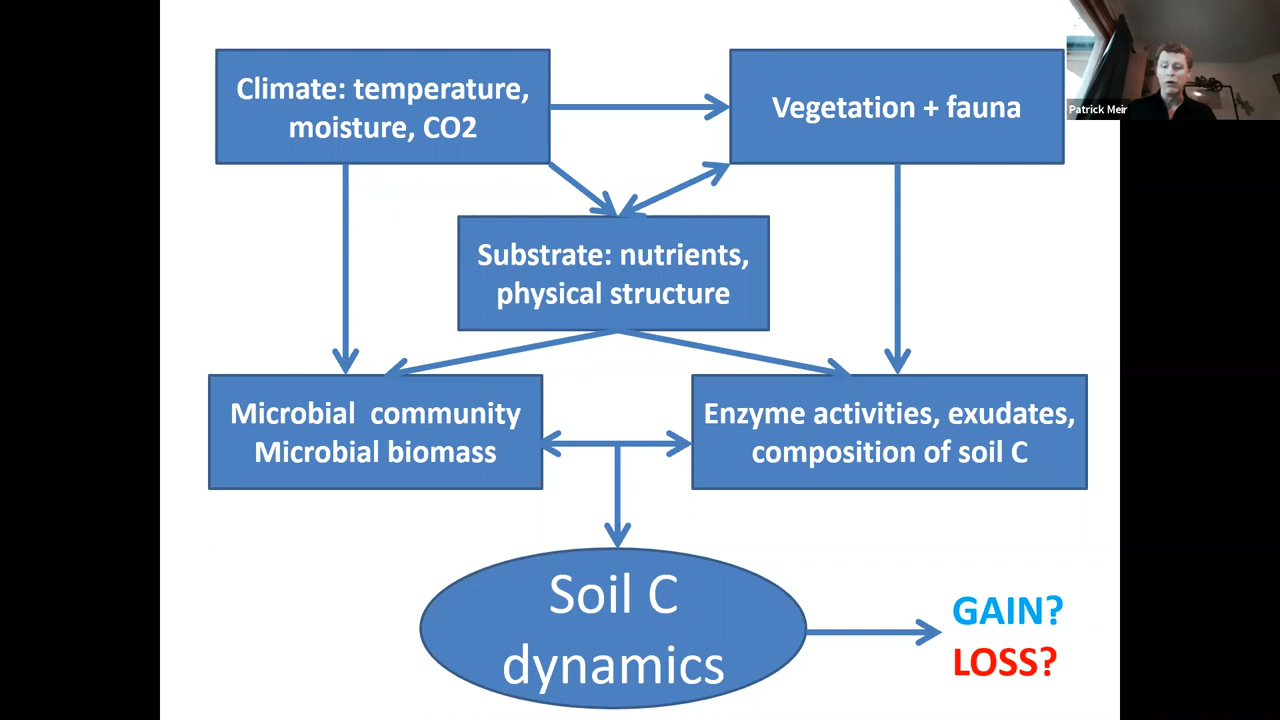 Climate: temperature,
moisture, CO2
Vegetation + fauna
Patrick Meir
Substrate: nutrients,
physical structure
Microbial  community
Microbial biomass
Enzyme activities, exudates,
composition of soil C
Soil C
dynamics
GAIN?
LOSS?